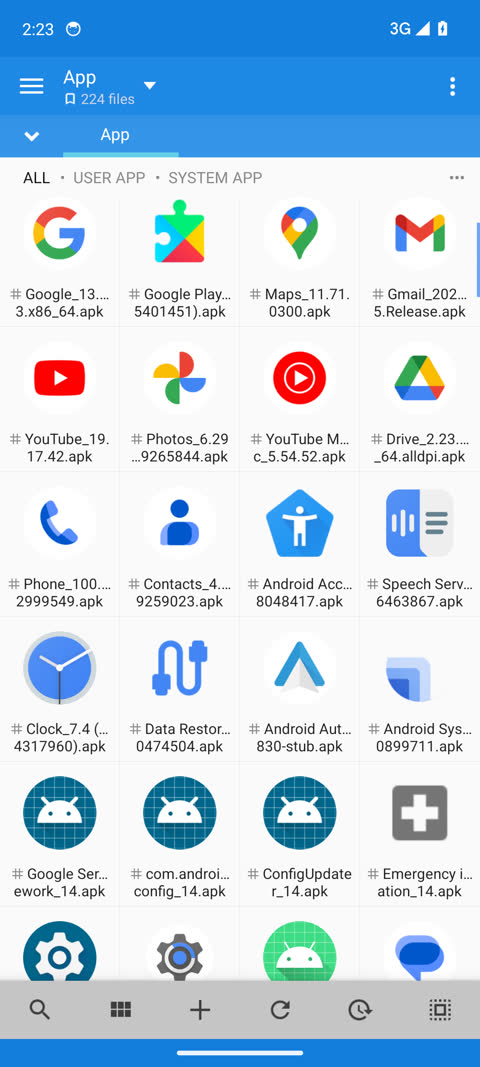 2:23
3G
App
224 files
App
ALL • USER APP • SYSTEM APP
# Google_13.…
3.x86_64.apk
# Google Play…
5401451).apk
# Maps_11.71.
0300.apk
# Gmail_202…
5.Release.apk
# YouTube_19.
17.42.apk
# Photos_6.29
…9265844.apk
# YouTube M…
c_5.54.52.apk
# Drive_2.23.…
_64.alldpi.apk
# Phone_100.…
2999549.apk
# Contacts_4.…
9259023.apk
# Android Acc…
8048417.apk
# Speech Serv…
6463867.apk
# Clock_7.4 (…
4317960).apk
# Data Restor…
0474504.apk
# Android Aut…
830-stub.apk
# Android Sys…
0899711.apk
# Google Ser…
ework_14.apk
# com.androi…
config_14.apk
# ConfigUpdate
r_14.apk
# Emergency i…
ation_14.apk